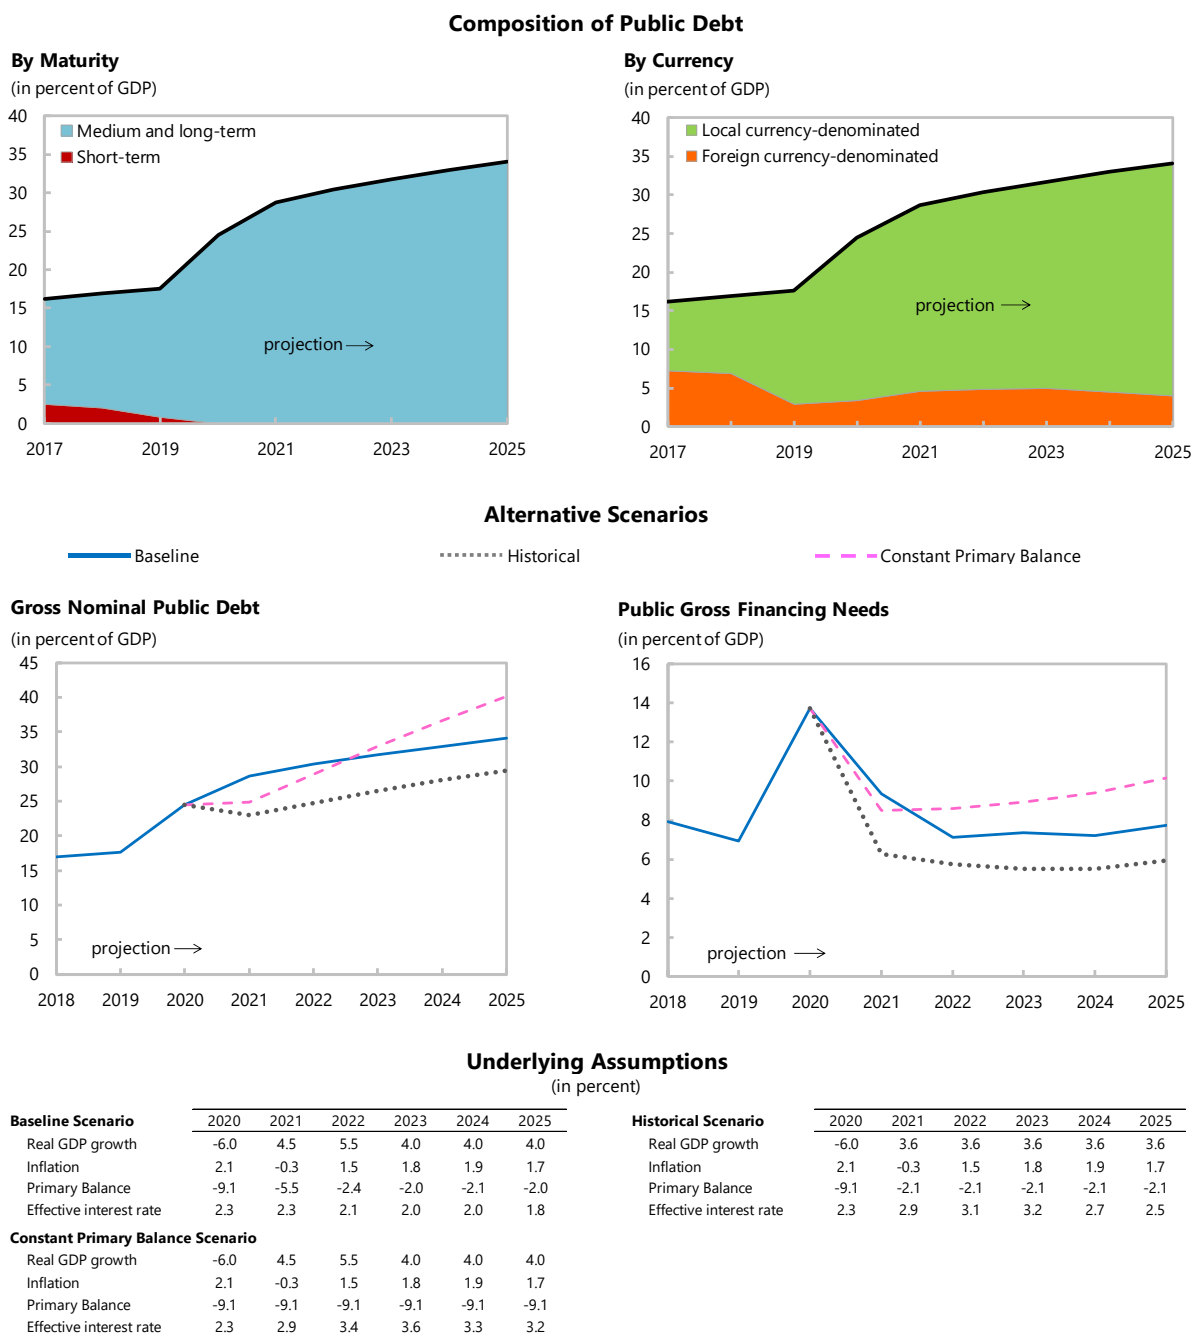 Composition of Public Debt
By Maturity
(in percent of GDP)
40
35
30
25
20
15
10
5
0
Medium and long-term
Short-term
projection
2017 2019 2021 2023 2025
By Currency
(in percent of GDP)
40
35
30
25
20
15
10
5
0
Local currency-denominated
Foreign currency-denominated
projection
2017 2019 2021 2023 2025
Alternative Scenarios
Baseline Historical Constant Primary Balance
Gross Nominal Public Debt
(in percent of GDP)
45
40
35
30
25
20
15
10
5
0
projection
2018 2019 2020 2021 2022 2023 2024 2025
Public Gross Financing Needs
(in percent of GDP)
16
14
12
10
8
6
4
2
0
projection
2018 2019 2020 2021 2022 2023 2024 2025
Underlying Assumptions
(in percent)
Baseline Scenario 2020 2021 2022 2023 2024 2025
Real GDP growth -6.0 4.5 5.5 4.0 4.0 4.0
Inflation 2.1 -0.3 1.5 1.8 1.9 1.7
Primary Balance -9.1 -5.5 -2.4 -2.0 -2.1 -2.0
Effective interest rate 2.3 2.3 2.1 2.0 2.0 1.8
Constant Primary Balance Scenario
Real GDP growth -6.0 4.5 5.5 4.0 4.0 4.0
Inflation 2.1 -0.3 1.5 1.8 1.9 1.7
Primary Balance -9.1 -9.1 -9.1 -9.1 -9.1 -9.1
Effective interest rate 2.3 2.9 3.4 3.6 3.3 3.2
Historical Scenario 2020 2021 2022 2023 2024 2025
Real GDP growth -6.0 3.6 3.6 3.6 3.6 3.6
Inflation 2.1 -0.3 1.5 1.8 1.9 1.7
Primary Balance -9.1 -2.1 -2.1 -2.1 -2.1 -2.1
Effective interest rate 2.3 2.9 3.1 3.2 2.7 2.5